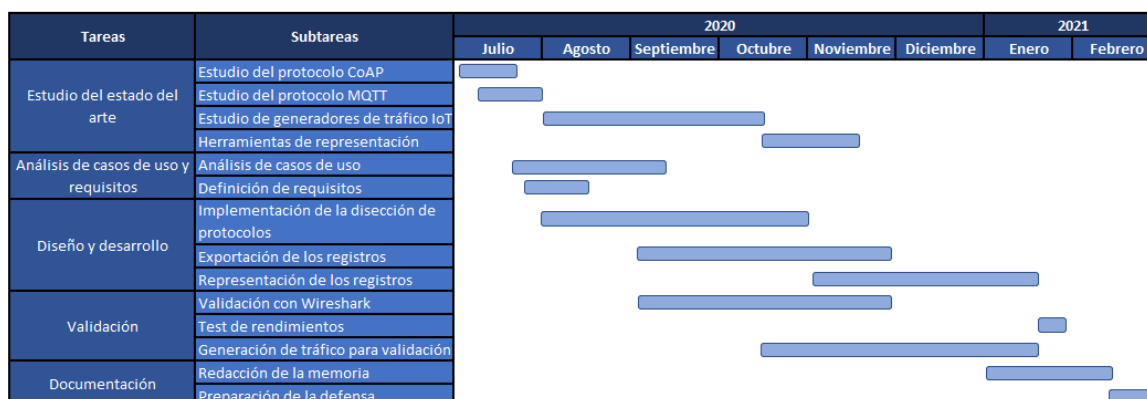 Tareas
Subtareas
2020
2021
Julio
Agosto
Septiembre
Octubre
Noviembre
Diciembre
Enero
Febrero
Estudio del estado del
arte
Estudio del protocolo CoAP
Estudio del protocolo MQTT
Estudio de generadores de tráfico IoT
Herramientas de representación
Análisis de casos de uso y
requisitos
Análisis de casos de uso
Definición de requisitos
Diseño y desarrollo
Implementación de la disección de
protocolos
Exportación de los registros
Representación de los registros
Validación
Validación con Wireshark
Test de rendimientos
Generación de tráfico para validación
Documentación
Redacción de la memoria
Preparación de la defensa